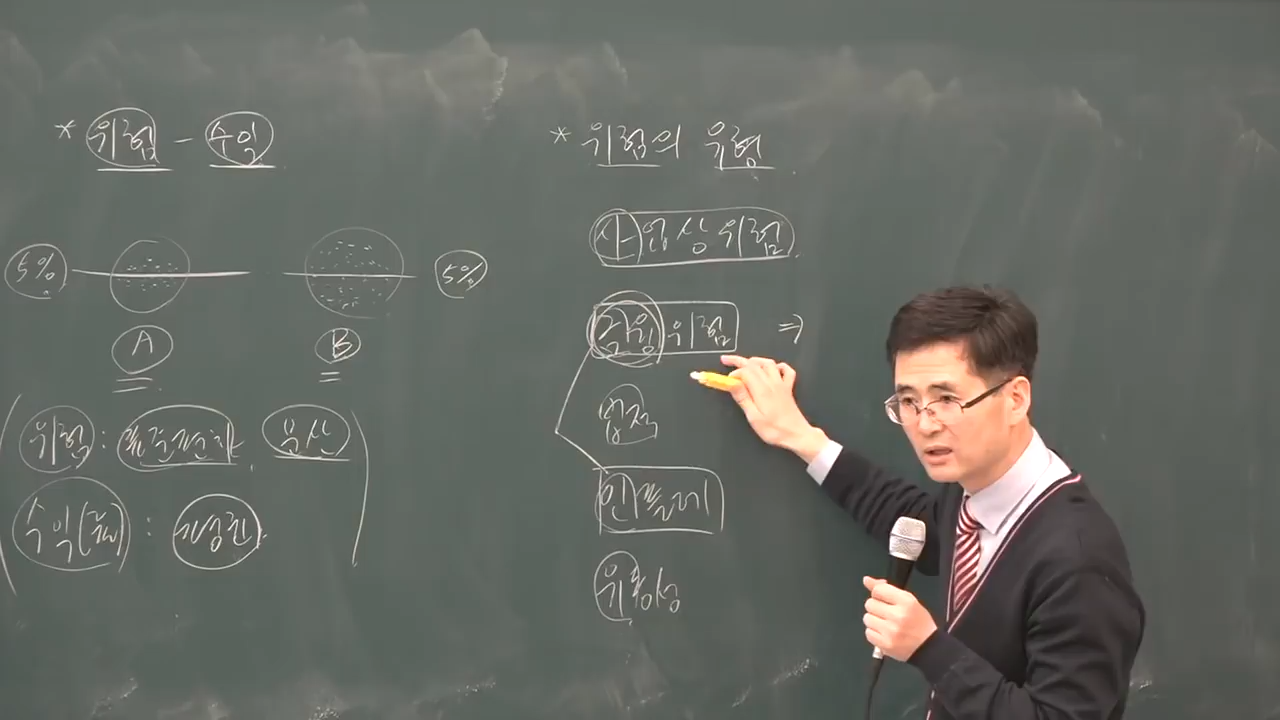 * 위험 - 수익
5% 5%
A B
위험 : 표준편차, 분산
수익(률) : 기댓값
* 위험의 유형
사업상위험
금융위험 ⇒
법적
인플레
유동성